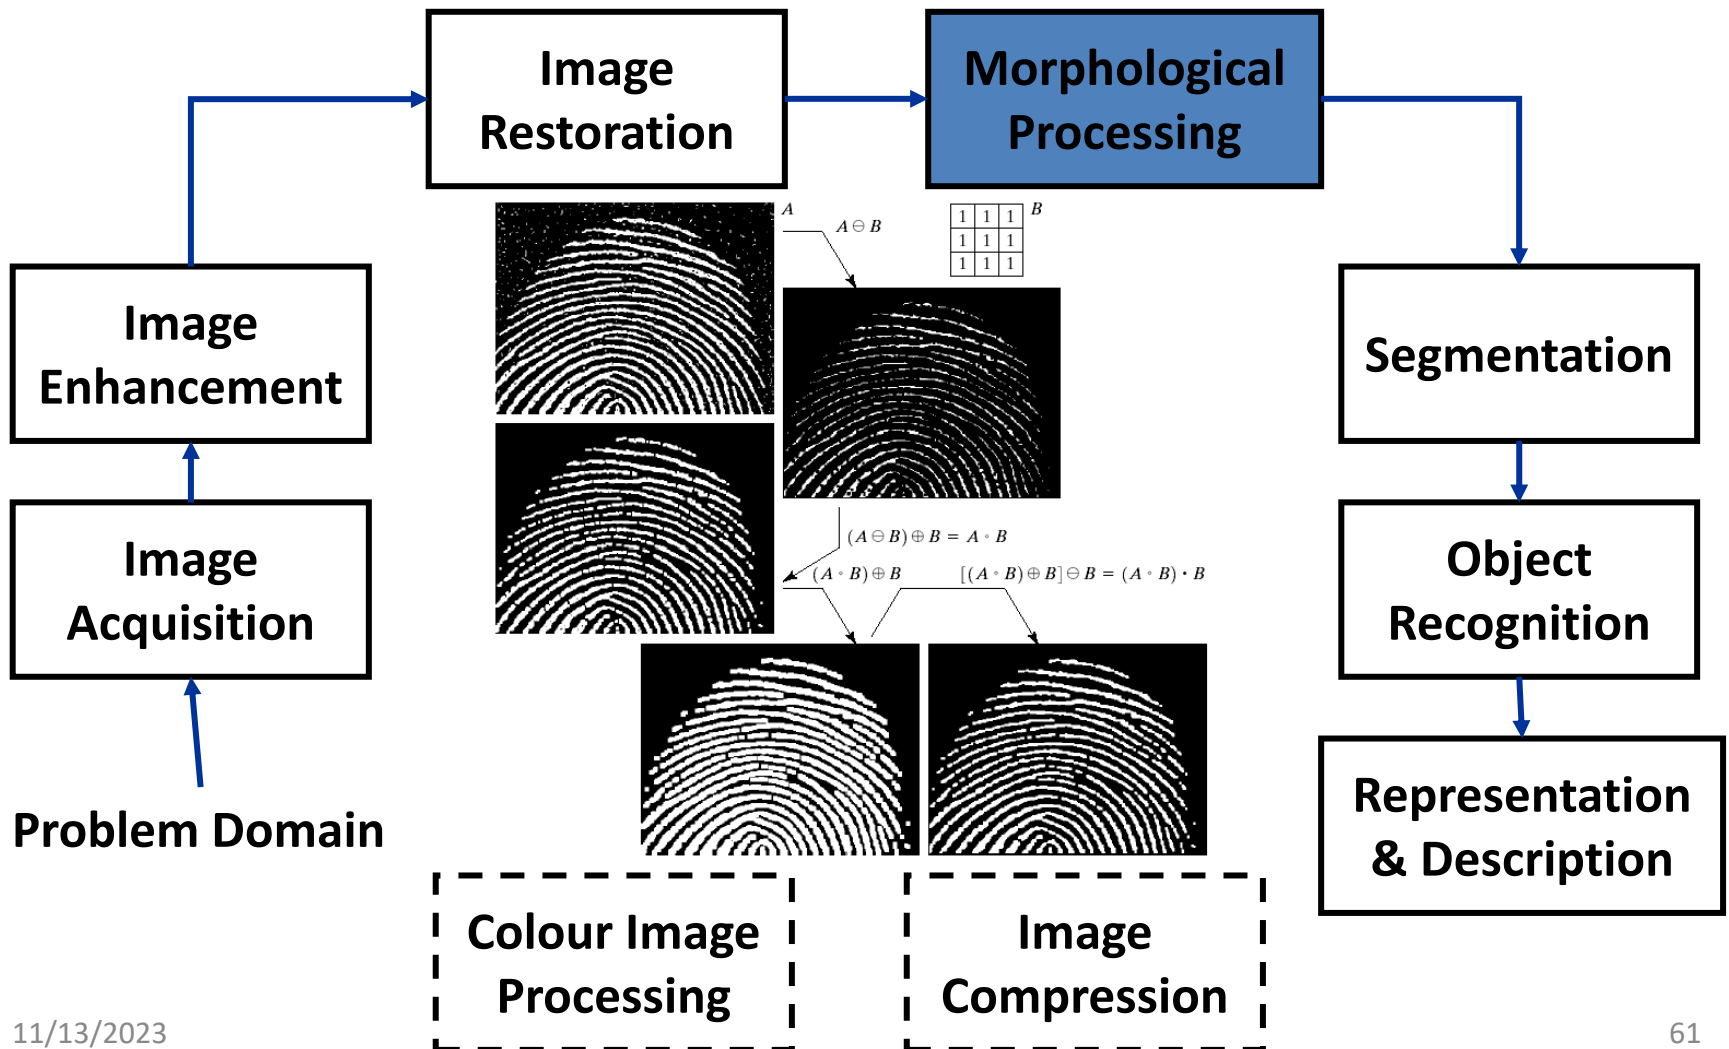 Image
Restoration
Morphological
Processing
A
A ⊖ B
1 1 1 B
1 1 1
1 1 1
Image
Enhancement
Segmentation
(A ⊖ B) ⊕ B = A ∘ B
(A ∘ B) ⊕ B
[(A ∘ B) ⊕ B] ⊖ B = (A ∘ B) • B
Image
Acquisition
Object
Recognition
Problem Domain
Representation
& Description
Colour Image
Processing
Image
Compression
11/13/2023
61